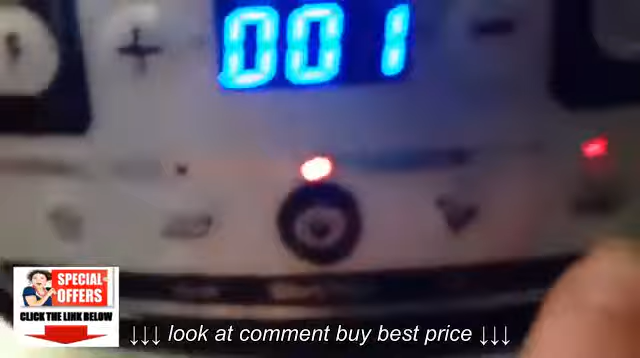 001
SPECIAL
OFFERS
CLICK THE LINK BELOW
↓↓↓ look at comment buy best price ↓↓↓